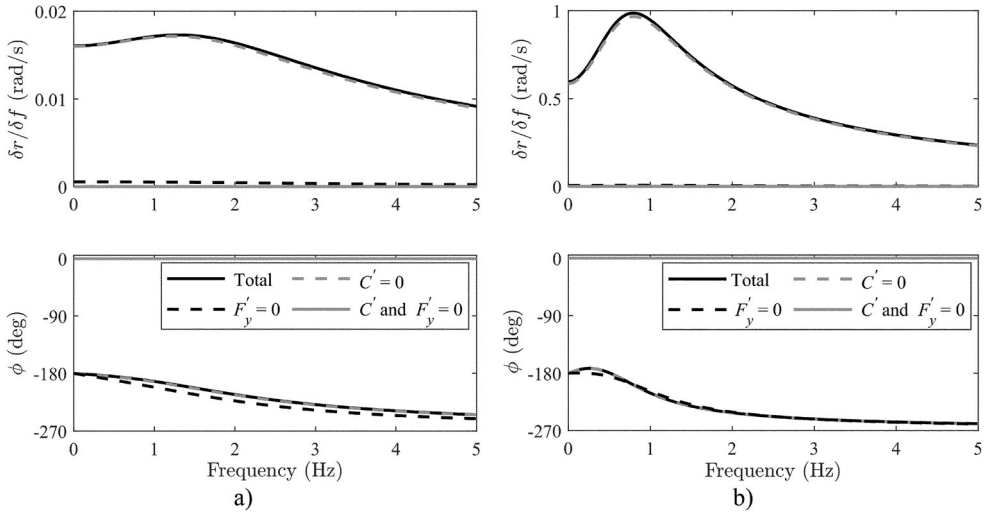 0.02
0.01
0
δr/δf (rad/s)
0 1 2 3 4 5
1
0.5
0
δr/δf (rad/s)
0 1 2 3 4 5
0
-90
-180
-270
ϕ (deg)
Total
C' = 0
F'y = 0
C' and F'y = 0
0 1 2 3 4 5
Frequency (Hz)
a)
0
-90
-180
-270
ϕ (deg)
Total
C' = 0
F'y = 0
C' and F'y = 0
0 1 2 3 4 5
Frequency (Hz)
b)